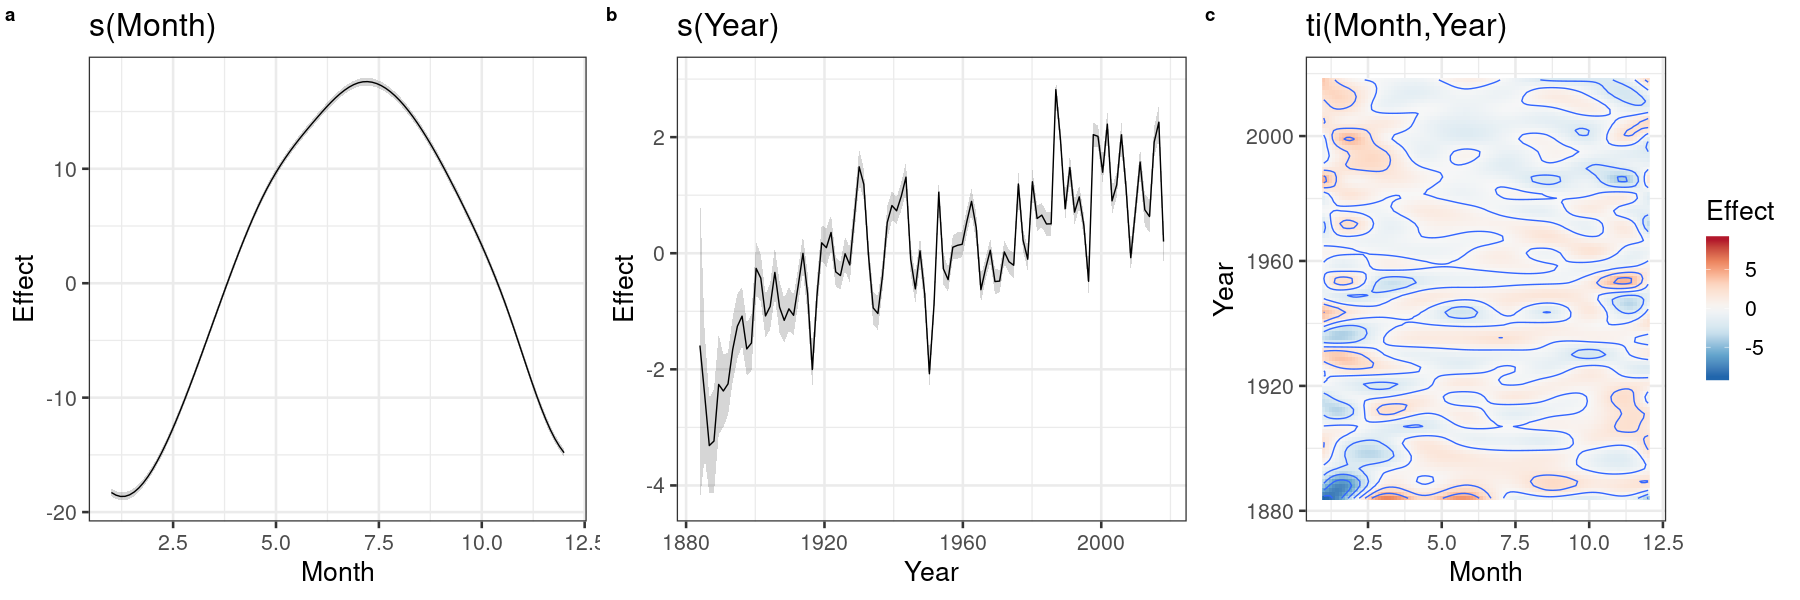 a
s(Month)
Effect
10
0
-10
-20
2.5 5.0 7.5 10.0 12.5
Month
b
s(Year)
Effect
2
0
-2
-4
1880 1920 1960 2000
Year
c
ti(Month,Year)
Year
2000
1960
1920
1880
2.5 5.0 7.5 10.0 12.5
Month
Effect
5
0
-5